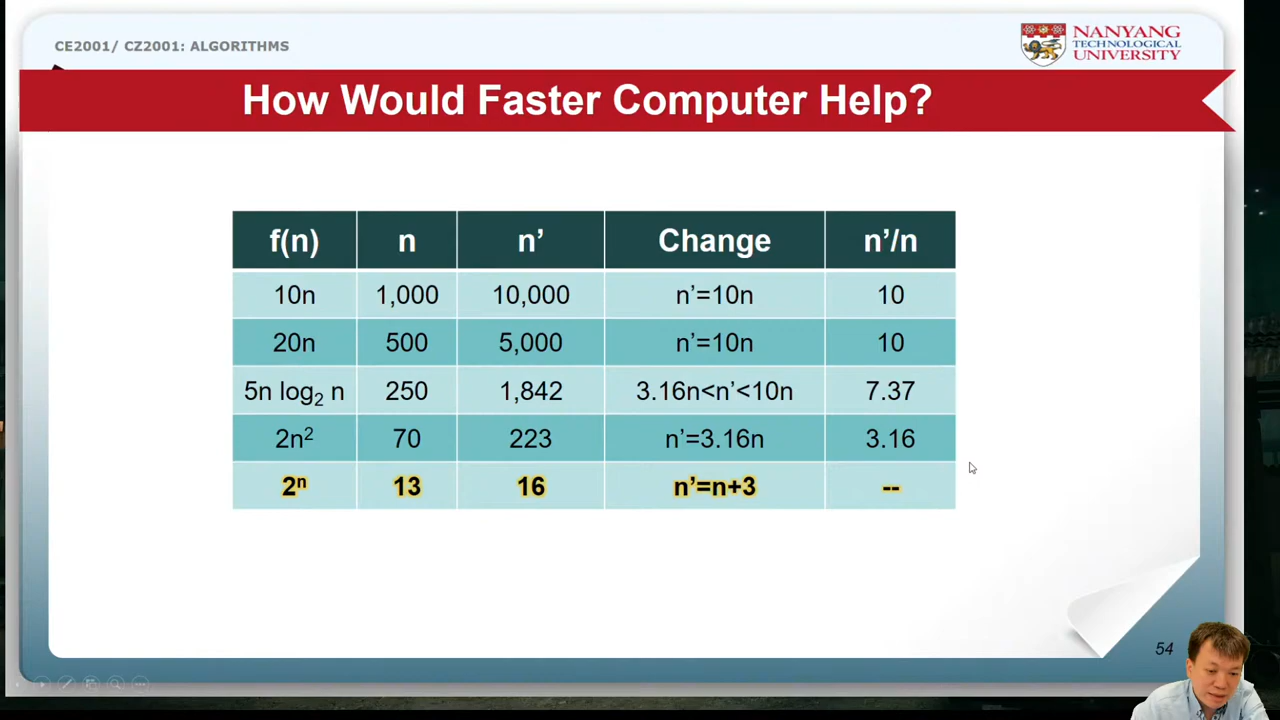 CE2001/ CZ2001: ALGORITHMS
NANYANG
TECHNOLOGICAL
UNIVERSITY
How Would Faster Computer Help?
f(n) n n’ Change n’/n
10n 1,000 10,000 n’=10n 10
20n 500 5,000 n’=10n 10
5n log₂ n 250 1,842 3.16n<n’<10n 7.37
2n² 70 223 n’=3.16n 3.16
2ⁿ 13 16 n’=n+3 --
54